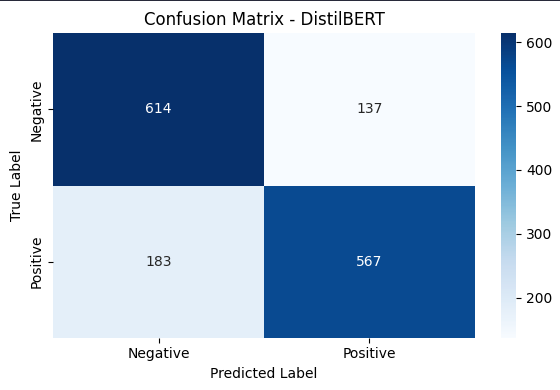 Confusion Matrix - DistilBERT
True Label
Negative
Positive
614
137
183
567
Negative
Positive
Predicted Label
600
500
400
300
200